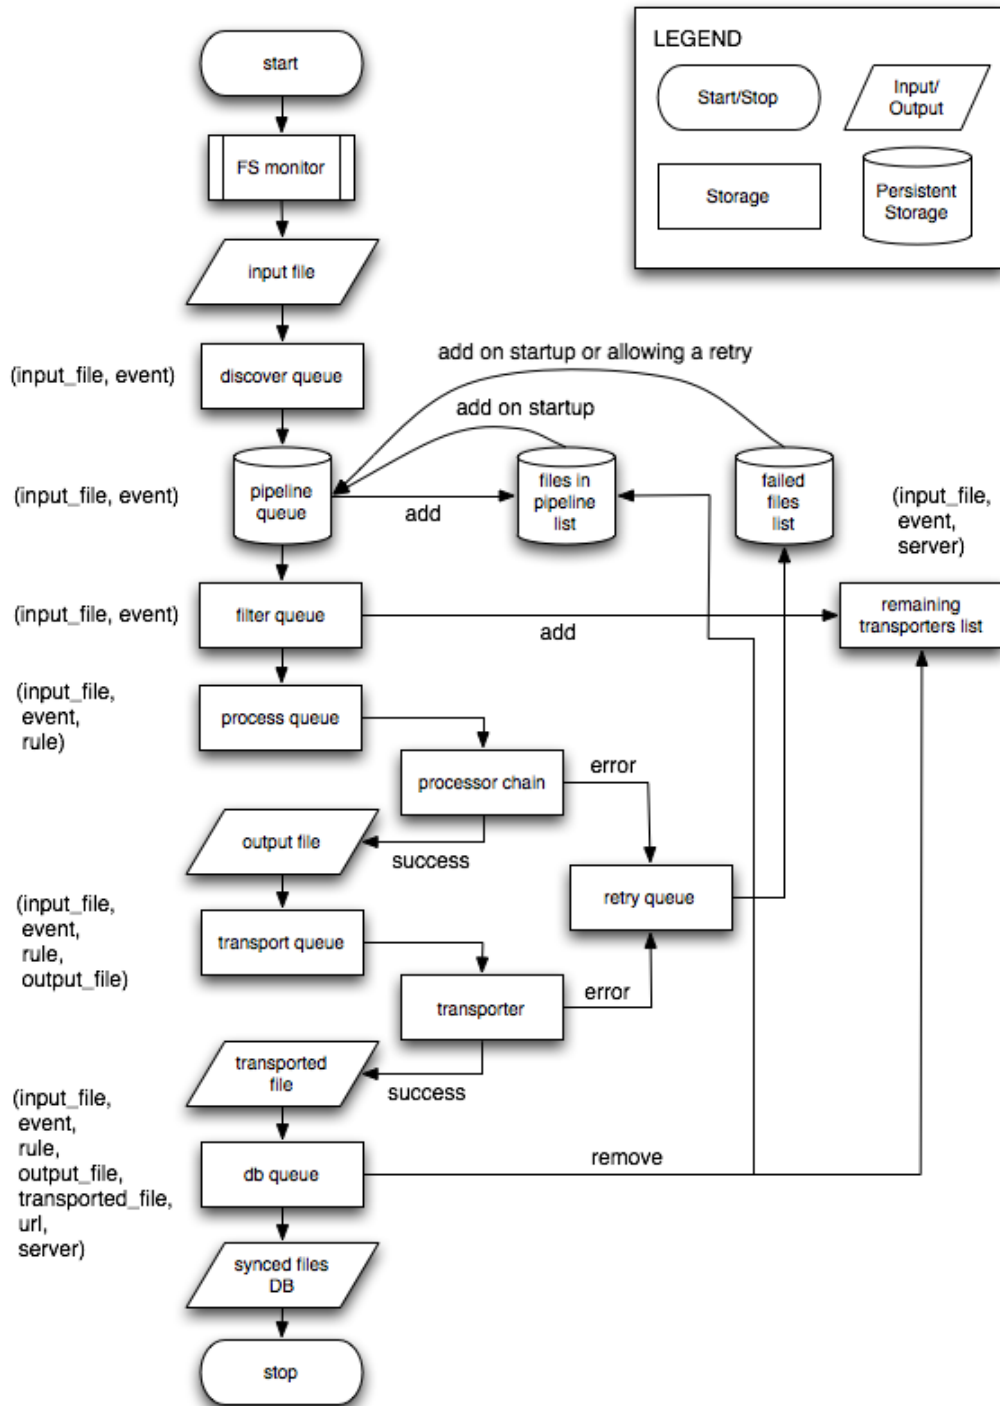 start
LEGEND
Start/Stop
Input/
Output
FS monitor
Storage
Persistent
Storage
input file
(input_file, event)
discover queue
add on startup or allowing a retry
add on startup
(input_file, event)
pipeline
queue
add
files in
pipeline
list
failed
files
list
(input_file,
event,
server)
(input_file, event)
filter queue
add
remaining
transporters list
(input_file,
event,
rule)
process queue
processor chain
error
output file
success
retry queue
(input_file,
event,
rule,
output_file)
transport queue
transporter
error
transported
file
success
(input_file,
event,
rule,
output_file,
transported_file,
url,
server)
db queue
remove
synced files
DB
stop